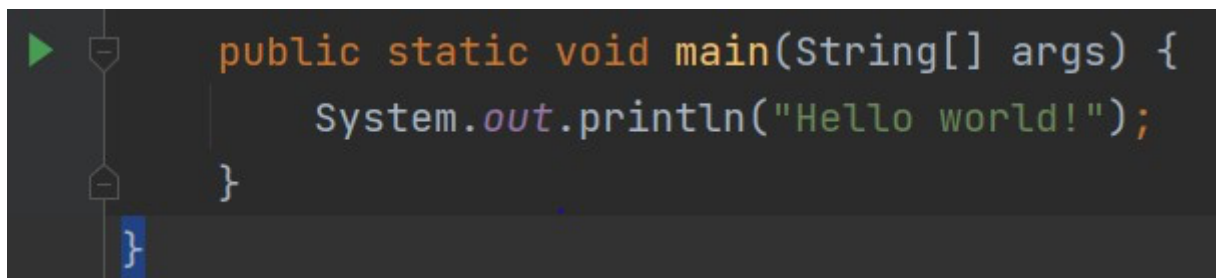 public static void main(String[] args) {
System.out.println("Hello world!");
}
}